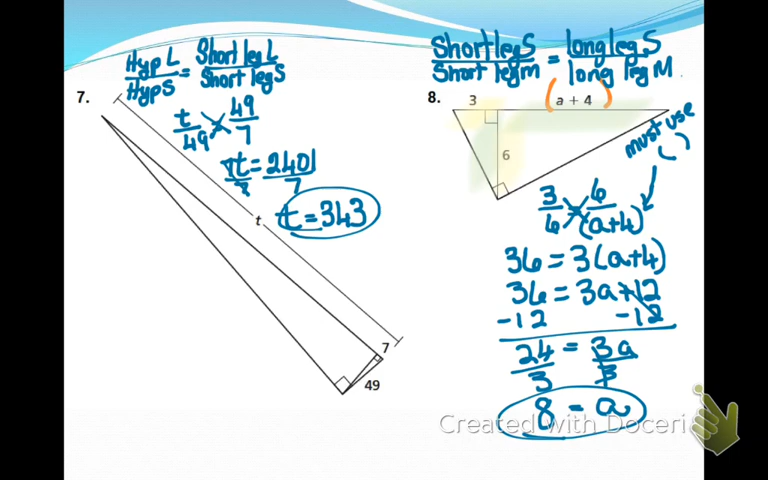 Hyp L / Hyp S = Short leg L / Short leg S
7.
t / 49 = 49 / 7
7t / 7 = 2401 / 7
t = 343
t
7
49
Short leg S / Short leg M = long leg S / long leg M
8.
3
( a + 4 )
6
must use ( )
3 / 6 = 6 / (a+4)
36 = 3(a+4)
36 = 3a + 12
-12 -12
24 / 3 = 3a / 3
8 = a
Created with Doceri